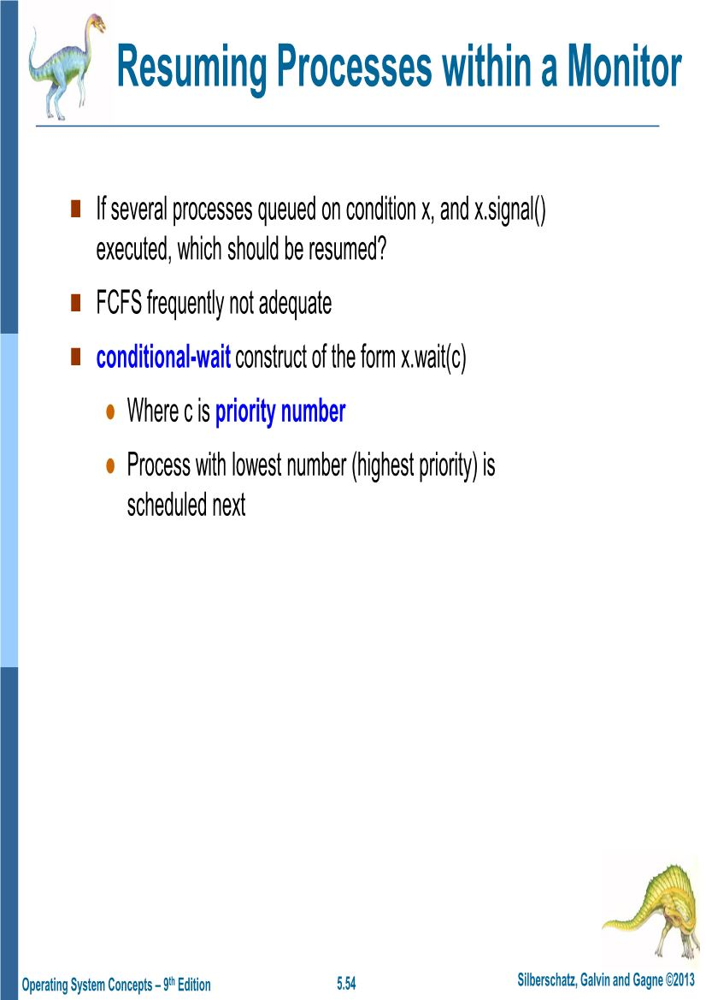 Resuming Processes within a Monitor
If several processes queued on condition x, and x.signal()
executed, which should be resumed?
FCFS frequently not adequate
conditional-wait construct of the form x.wait(c)
Where c is priority number
Process with lowest number (highest priority) is
scheduled next
Operating System Concepts – 9th Edition
5.54
Silberschatz, Galvin and Gagne ©2013